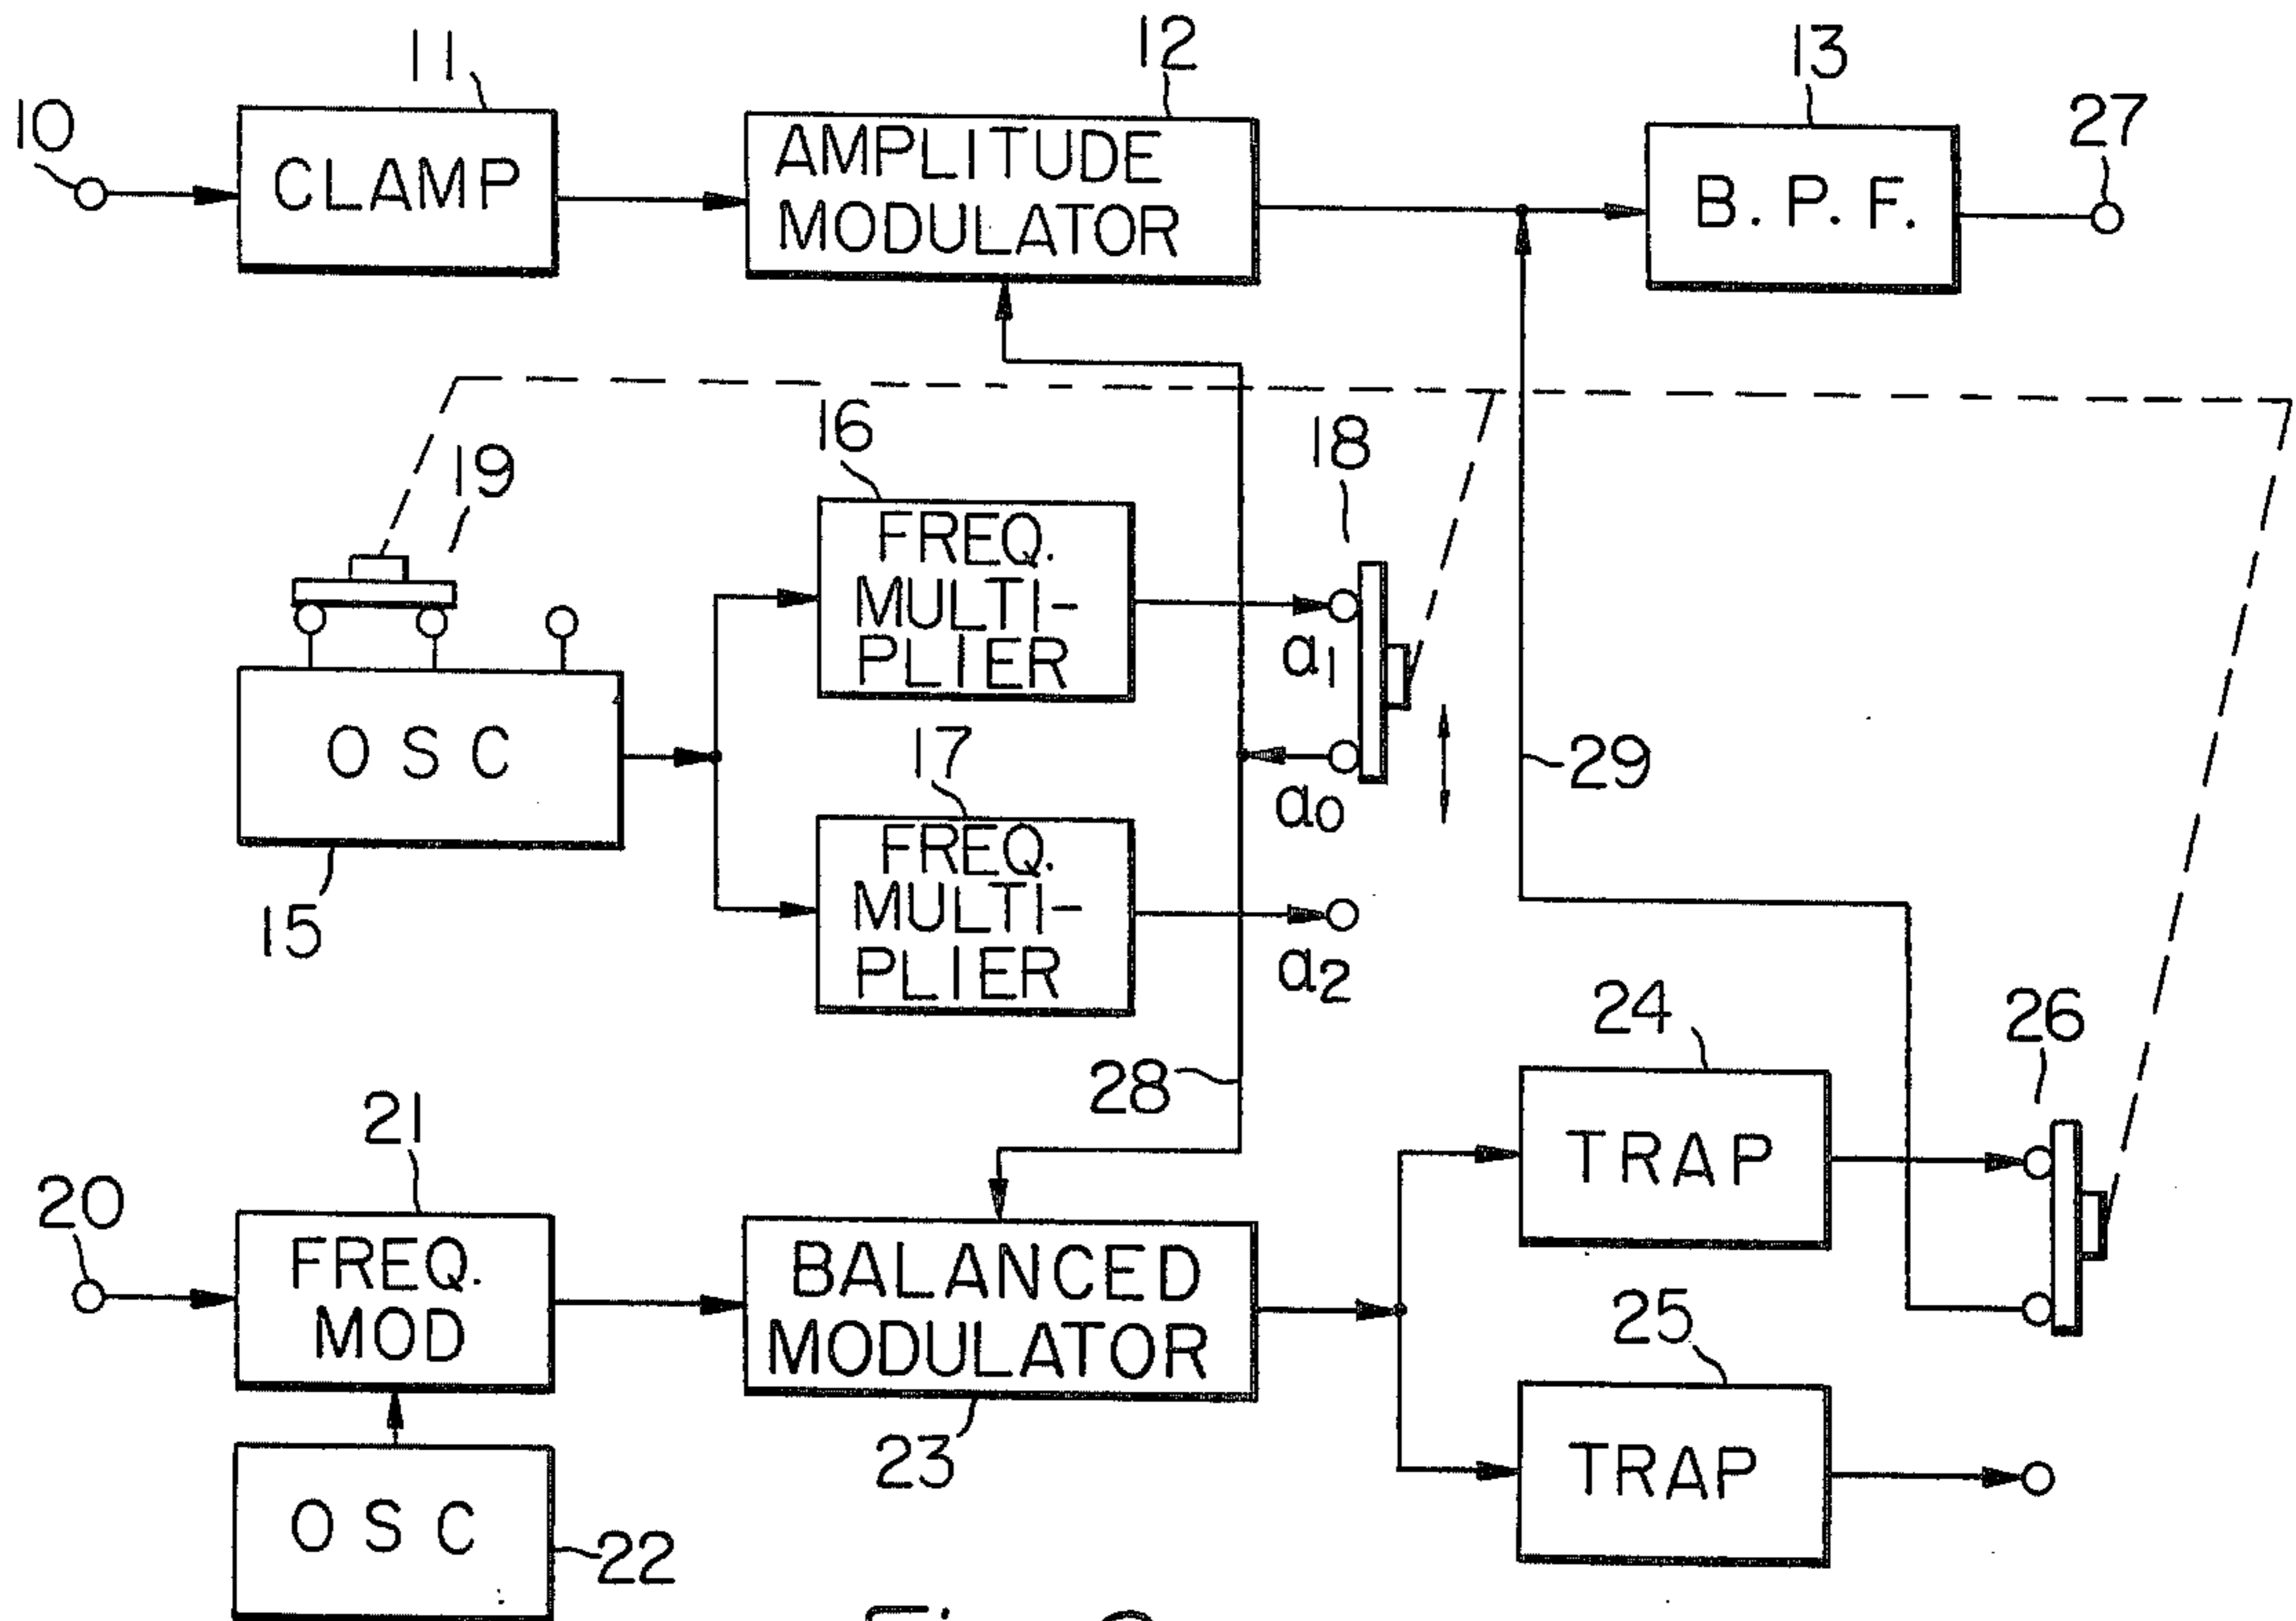 10
11
CLAMP
12
AMPLITUDE
MODULATOR
13
B.P.F.
27
19
OSC
15
16
FREQ.
MULTI-
PLIER
17
FREQ.
MULTI-
PLIER
18
a1
a0
a2
28
29
20
21
FREQ.
MOD
OSC
22
BALANCED
MODULATOR
23
24
TRAP
25
TRAP
26